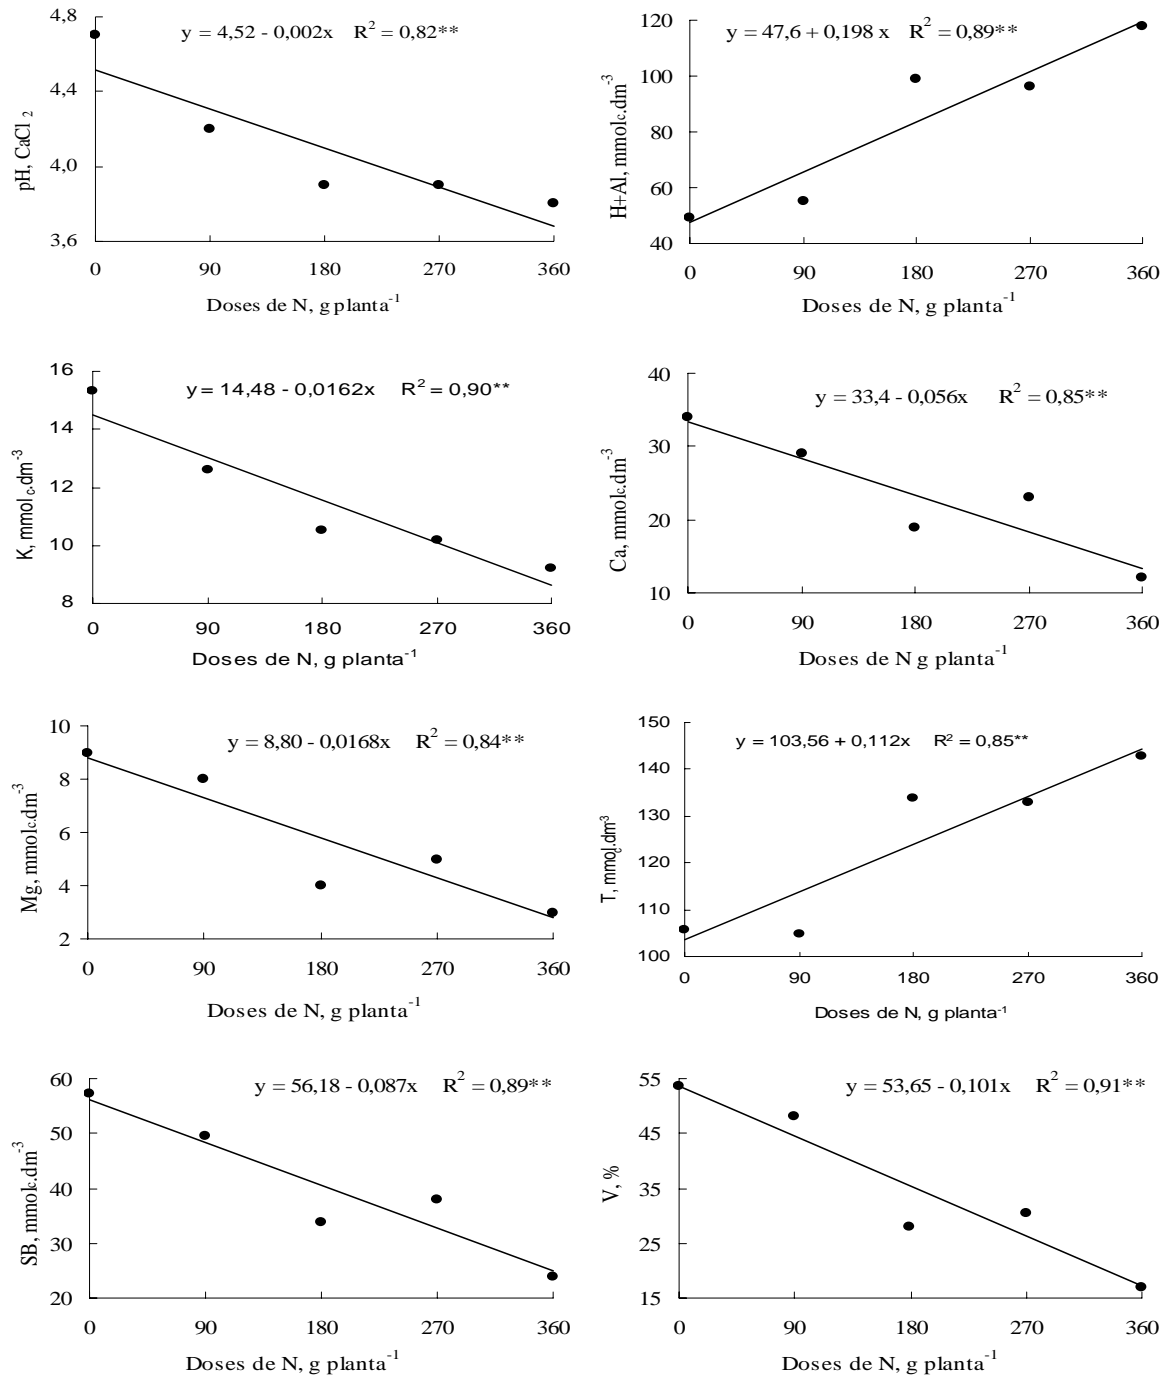 y = 4,52 - 0,002x R² = 0,82**
4,8
4,4
4,0
3,6
pH, CaCl₂
0 90 180 270 360
Doses de N, g planta⁻¹
y = 47,6 + 0,198 x R² = 0,89**
120
100
80
60
40
H+Al, mmolc.dm⁻³
0 90 180 270 360
Doses de N, g planta⁻¹
y = 14,48 - 0,0162x R² = 0,90**
16
14
12
10
8
K, mmolc.dm⁻³
0 90 180 270 360
Doses de N, g planta⁻¹
y = 33,4 - 0,056x R² = 0,85**
40
30
20
10
Ca, mmolc.dm⁻³
0 90 180 270 360
Doses de N g planta⁻¹
y = 8,80 - 0,0168x R² = 0,84**
10
8
6
4
2
Mg, mmolc.dm⁻³
0 90 180 270 360
Doses de N, g planta⁻¹
y = 103,56 + 0,112x R² = 0,85**
150
140
130
120
110
100
T, mmolc.dm⁻³
0 90 180 270 360
Doses de N, g planta⁻¹
y = 56,18 - 0,087x R² = 0,89**
60
50
40
30
20
SB, mmolc.dm⁻³
0 90 180 270 360
Doses de N, g planta⁻¹
y = 53,65 - 0,101x R² = 0,91**
55
45
35
25
15
V, %
0 90 180 270 360
Doses de N, g planta⁻¹